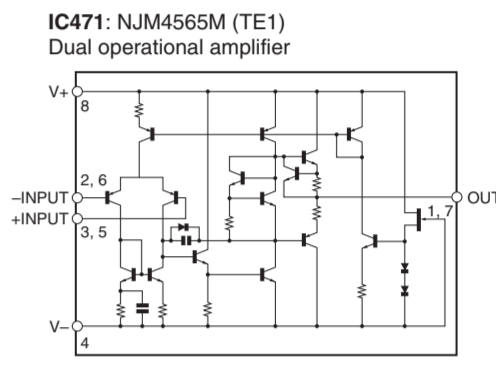 IC471: NJM4565M (TE1)
Dual operational amplifier
V+
8
2, 6
–INPUT
+INPUT
3, 5
OUT
1, 7
V–
4